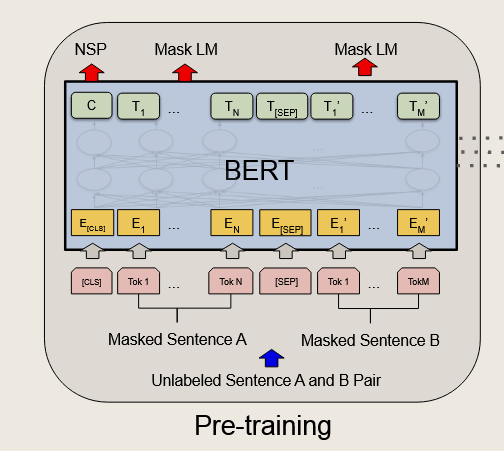 NSP Mask LM Mask LM
C T1 ... TN T[SEP] T1' ... TM'
BERT
E[CLS] E1 ... EN E[SEP] E1' ... EM'
[CLS] Tok 1 ... Tok N [SEP] Tok 1 ... TokM
Masked Sentence A Masked Sentence B
Unlabeled Sentence A and B Pair
Pre-training